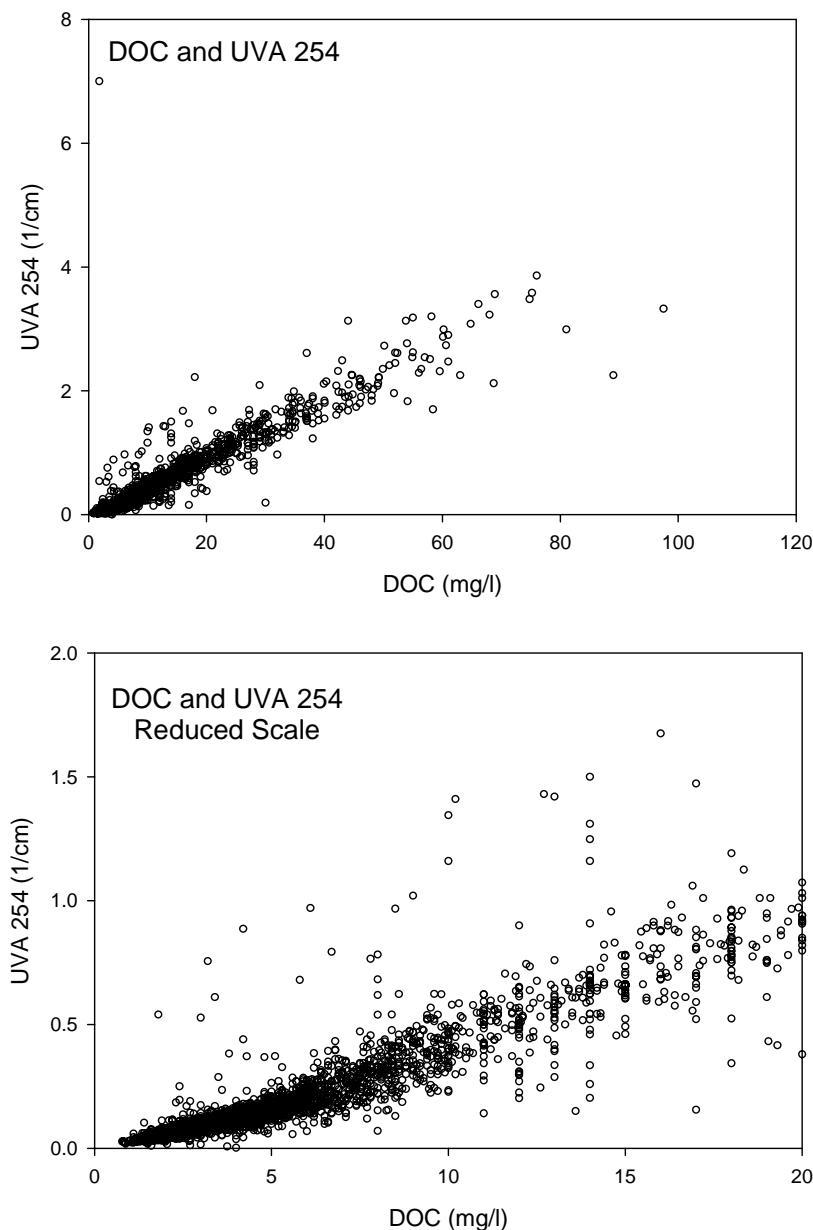 DOC and UVA 254
8
6
4
2
0
UVA 254 (1/cm)
0 20 40 60 80 100 120
DOC (mg/l)
DOC and UVA 254
Reduced Scale
2.0
1.5
1.0
0.5
0.0
UVA 254 (1/cm)
0 5 10 15 20
DOC (mg/l)